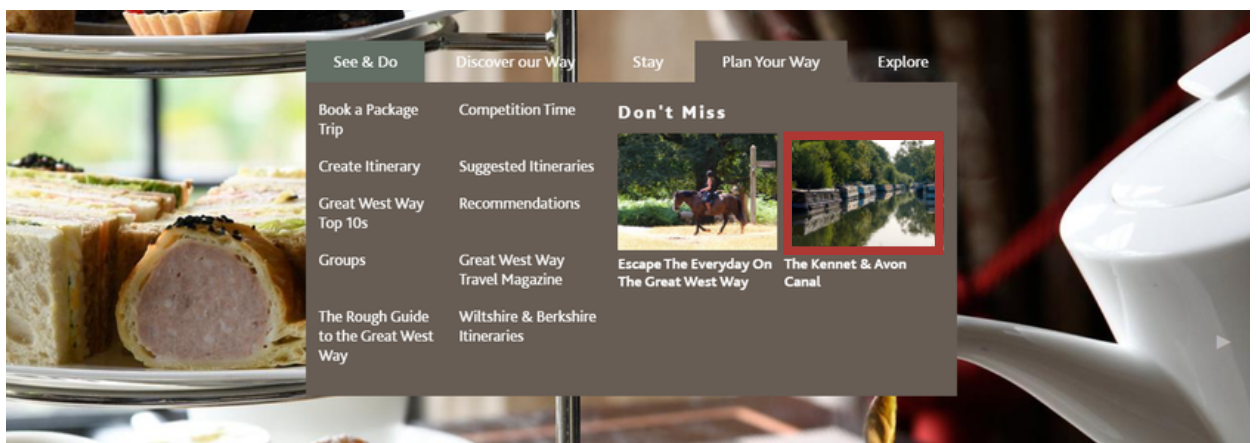 See & Do
Discover our Way
Stay
Plan Your Way
Explore
Book a Package
Trip
Create Itinerary
Great West Way
Top 10s
Groups
The Rough Guide
to the Great West
Way
Competition Time
Suggested Itineraries
Recommendations
Great West Way
Travel Magazine
Wiltshire & Berkshire
Itineraries
Don't Miss
Escape The Everyday On
The Great West Way
The Kennet & Avon
Canal